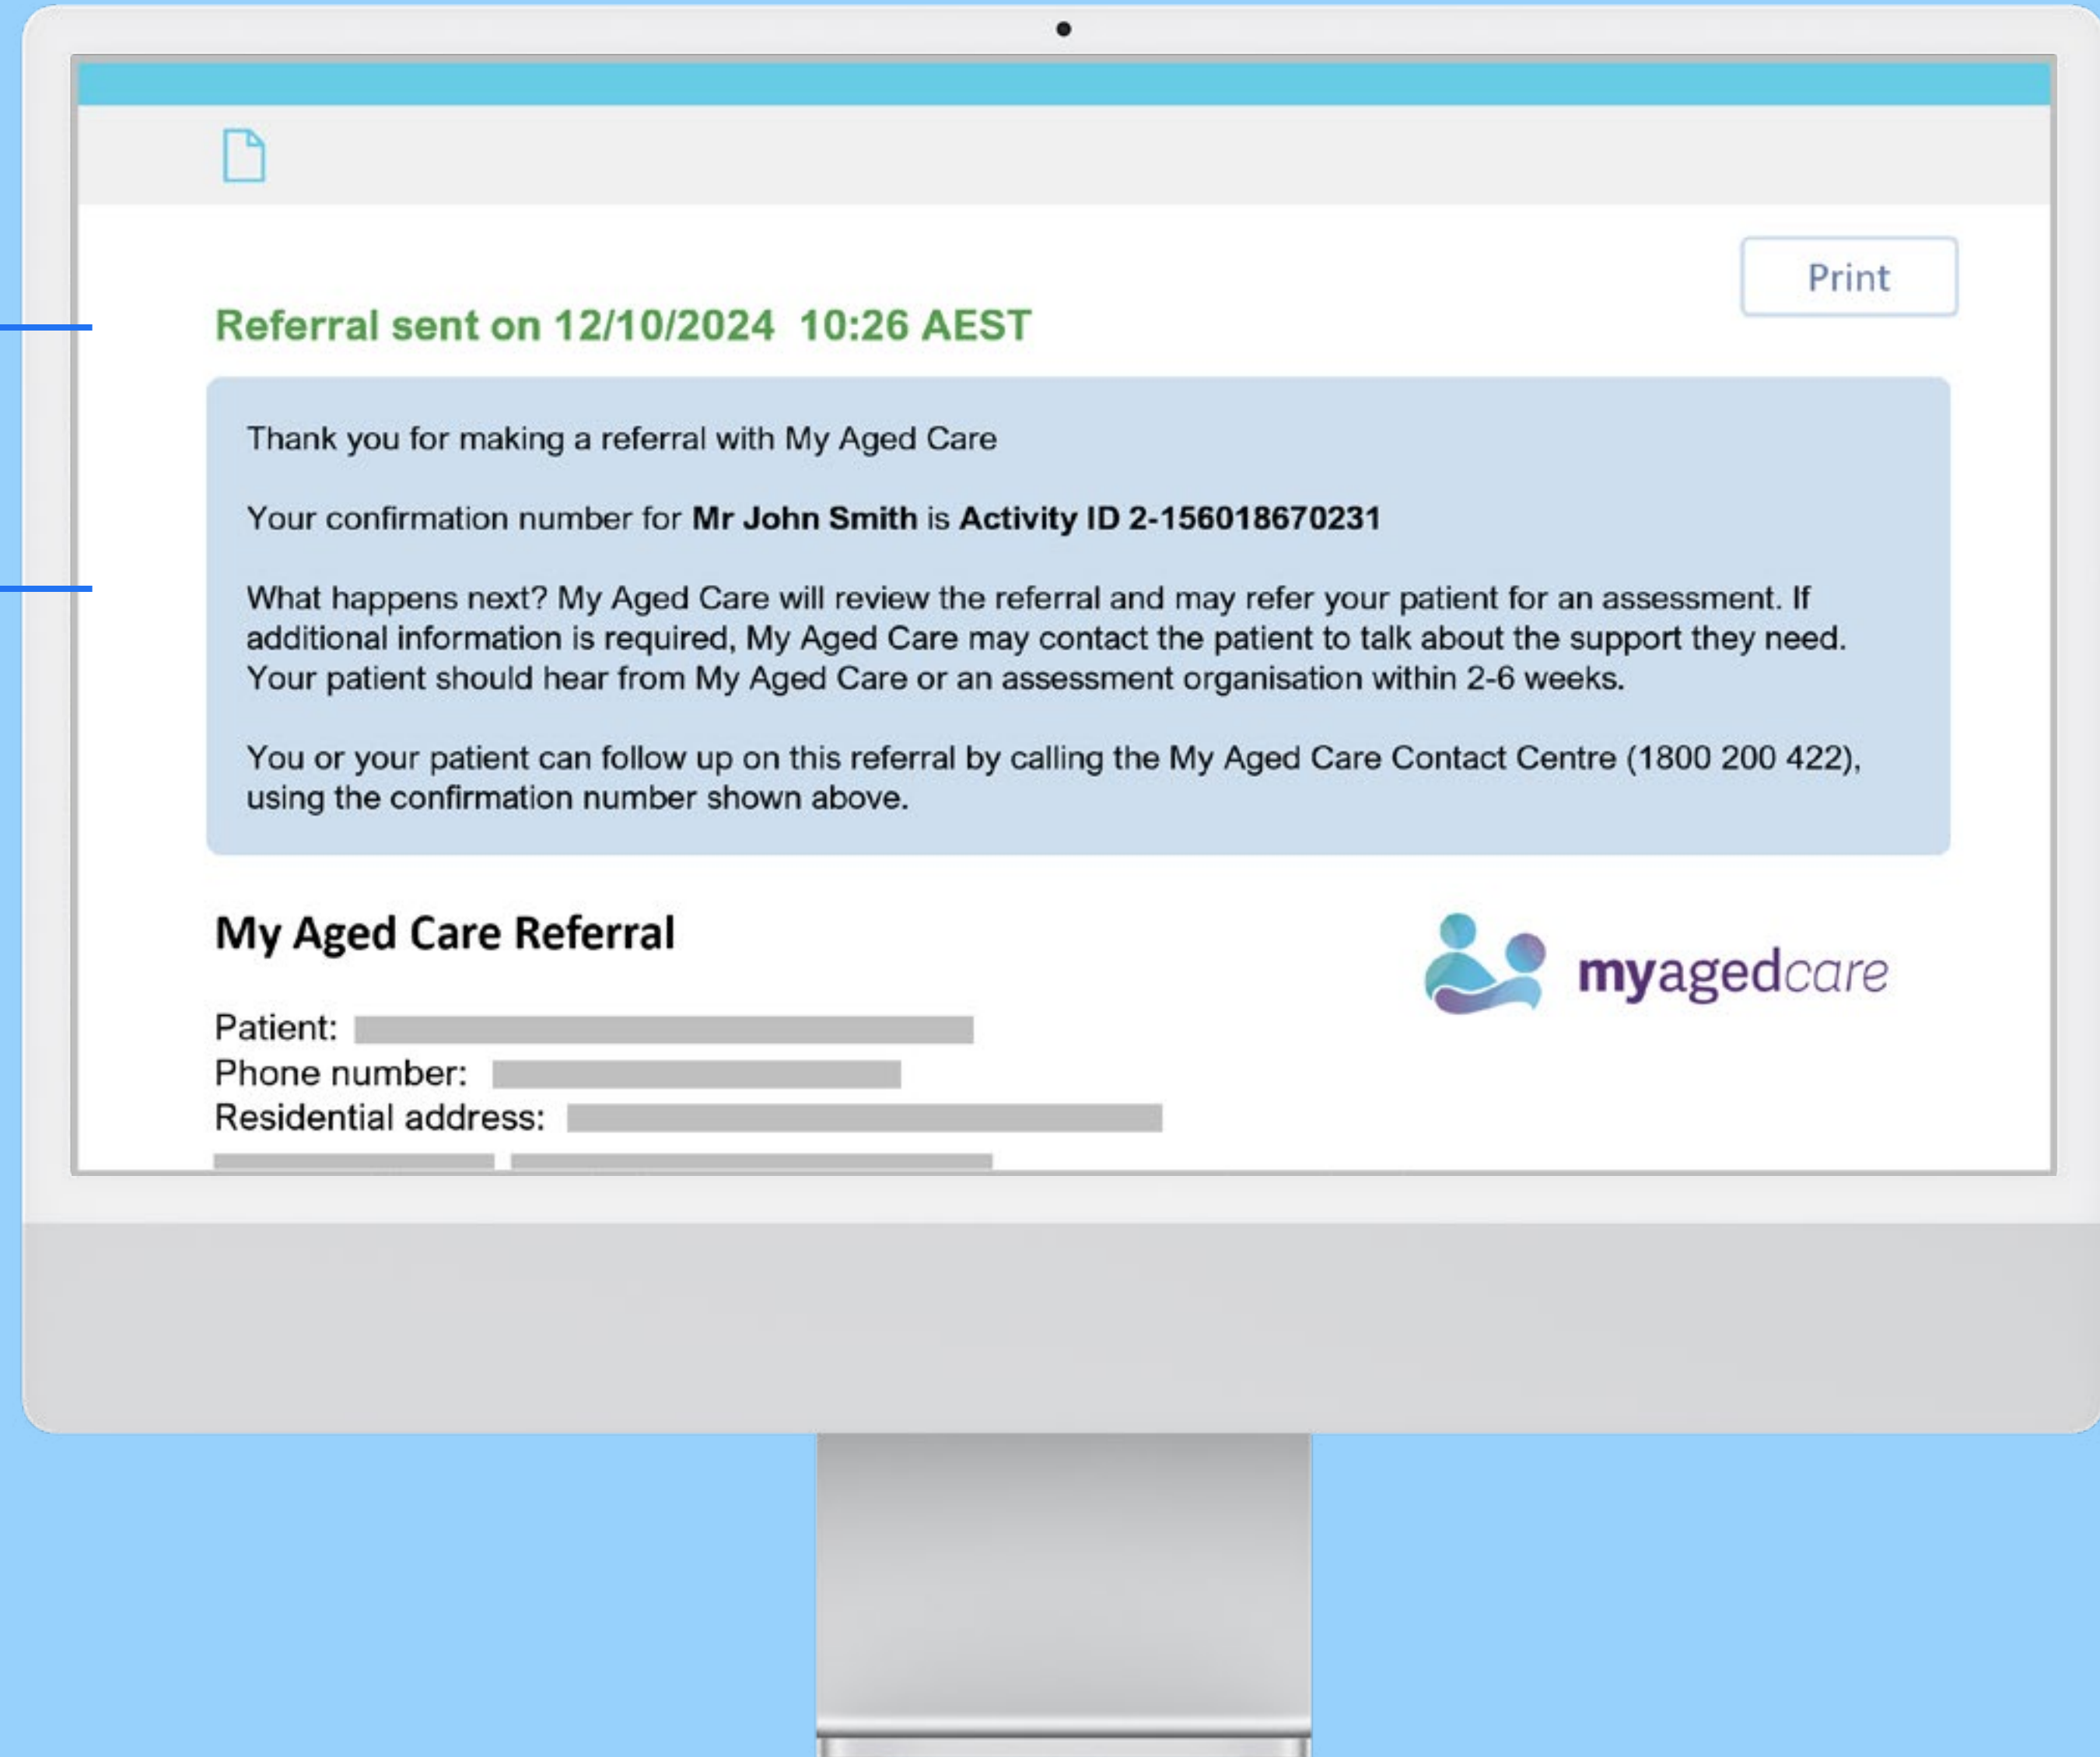 Print
Referral sent on 12/10/2024 10:26 AEST
Thank you for making a referral with My Aged Care
Your confirmation number for Mr John Smith is Activity ID 2-156018670231
What happens next? My Aged Care will review the referral and may refer your patient for an assessment. If
additional information is required, My Aged Care may contact the patient to talk about the support they need.
Your patient should hear from My Aged Care or an assessment organisation within 2-6 weeks.
You or your patient can follow up on this referral by calling the My Aged Care Contact Centre (1800 200 422),
using the confirmation number shown above.
My Aged Care Referral
myagedcare
Patient:
Phone number:
Residential address: